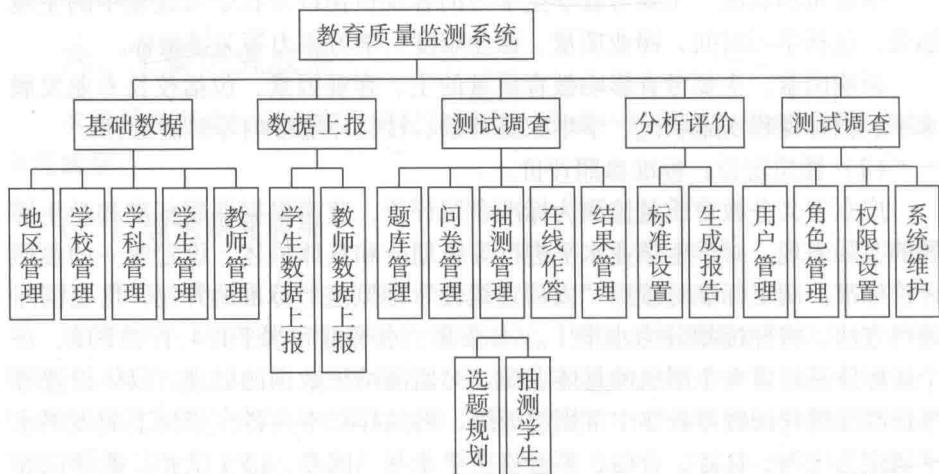 教育质量监测系统
基础数据
数据上报
测试调查
分析评价
测试调查
地区管理
学校管理
学科管理
学生管理
教师管理
学生数据上报
教师数据上报
题库管理
问卷管理
抽测管理
在线作答
结果管理
标准设置
生成报告
用户管理
角色管理
权限设置
系统维护
选题规划
抽测学生